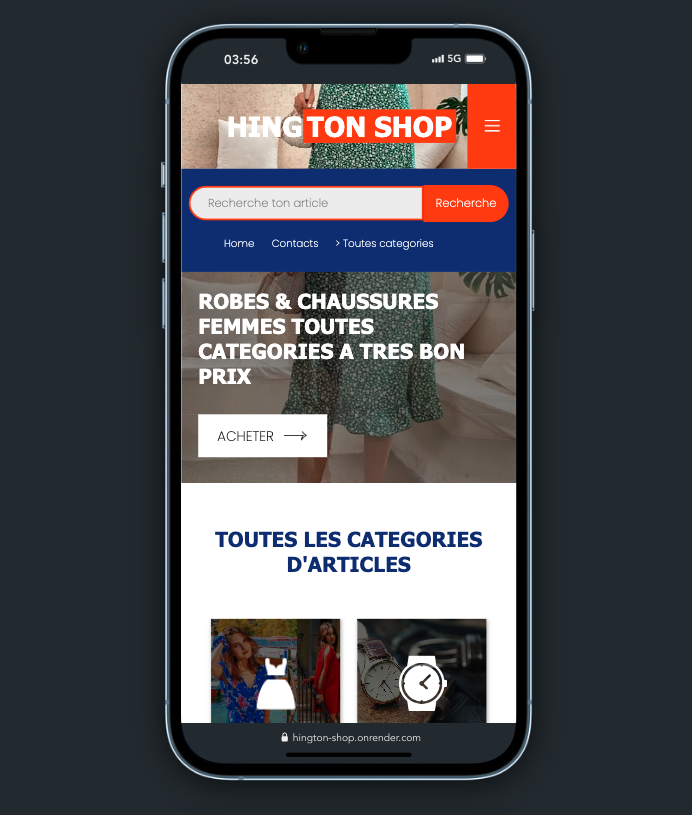 03:56
5G
HINGTON SHOP
Recherche ton article
Recherche
Home
Contacts
> Toutes categories
ROBES & CHAUSSURES
FEMMES TOUTES
CATEGORIES A TRES BON
PRIX
ACHETER
TOUTES LES CATEGORIES
D'ARTICLES
hington-shop.onrender.com